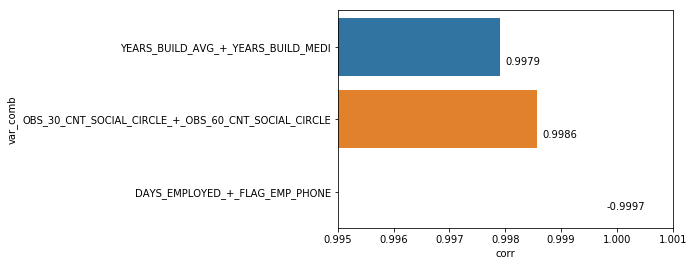 YEARS_BUILD_AVG_+_YEARS_BUILD_MEDI
0.9979
OBS_30_CNT_SOCIAL_CIRCLE_+_OBS_60_CNT_SOCIAL_CIRCLE
0.9986
DAYS_EMPLOYED_+_FLAG_EMP_PHONE
-0.9997
var_comb
0.995 0.996 0.997 0.998 0.999 1.000 1.001
corr